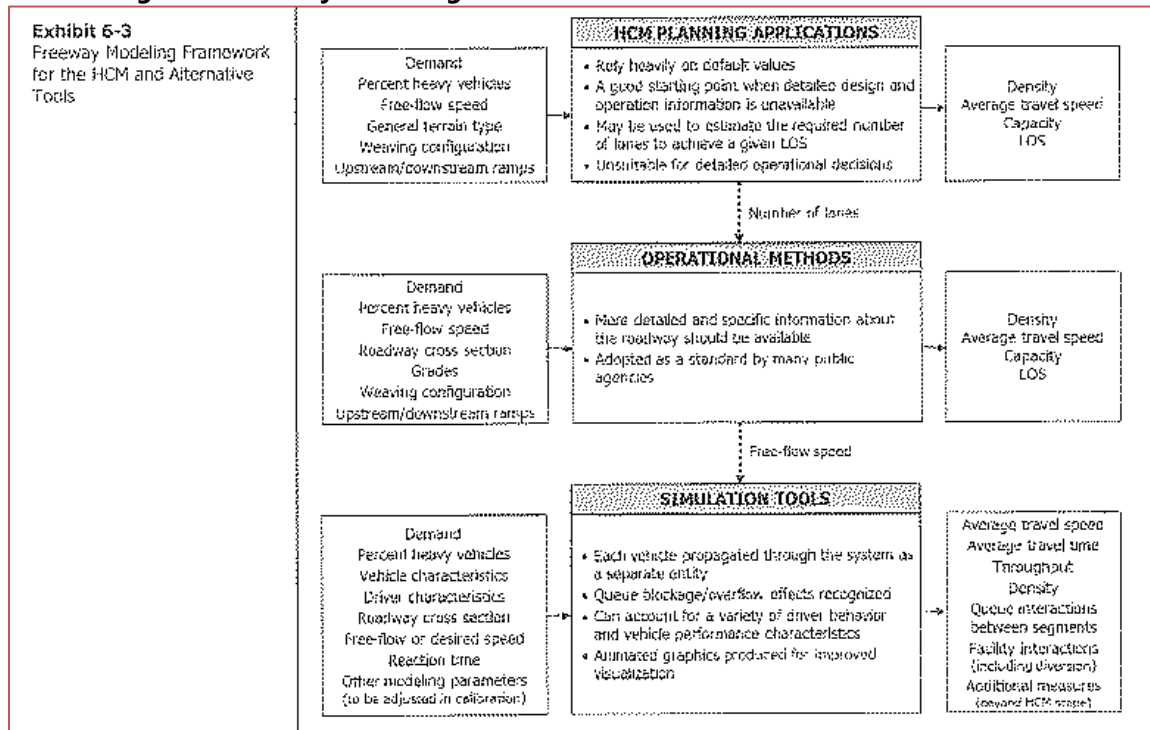 Exhibit 6-3
Freeway Modeling Framework
for the HCM and Alternative
Tools
HCM PLANNING APPLICATIONS
Demand
Percent heavy vehicles
Free-flow speed
General terrain type
Weaving configuration
Upstream/downstream ramps
• Rely heavily on default values
• A good starting point when detailed design and
operation information is unavailable
• May be used to estimate the required number
of lanes to achieve a given LOS
• Unsuitable for detailed operational decisions
Density
Average travel speed
Capacity
LOS
Number of lanes
OPERATIONAL METHODS
Demand
Percent heavy vehicles
Free-flow speed
Roadway cross section
Grades
Weaving configuration
Upstream/downstream ramps
• More detailed and specific information about
the roadway should be available
• Adopted as a standard by many public
agencies
Density
Average travel speed
Capacity
LOS
Free-flow speed
SIMULATION TOOLS
Demand
Percent heavy vehicles
Vehicle characteristics
Driver characteristics
Roadway cross section
Free-flow or desired speed
Reaction time
Other modeling parameters
(to be adjusted in calibration)
• Each vehicle propagated through the system as
a separate entity
• Queue blockage/overflow effects recognized
• Can account for a variety of driver behavior
and vehicle performance characteristics
• Animated graphics produced for improved
visualization
Average travel speed
Average travel time
Throughput
Density
Queue interactions
between segments
Facility interactions
(including diversion)
Additional measures
(beyond HCM scope)